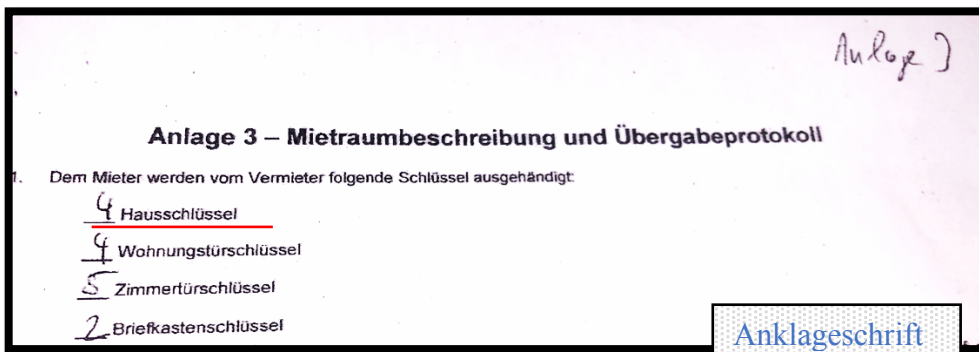 Anlage 3
Anlage 3 – Mietraumbeschreibung und Übergabeprotokoll
1. Dem Mieter werden vom Vermieter folgende Schlüssel ausgehändigt:
4 Hausschlüssel
4 Wohnungstürschlüssel
5 Zimmertürschlüssel
2 Briefkastenschlüssel
Anklageschrift